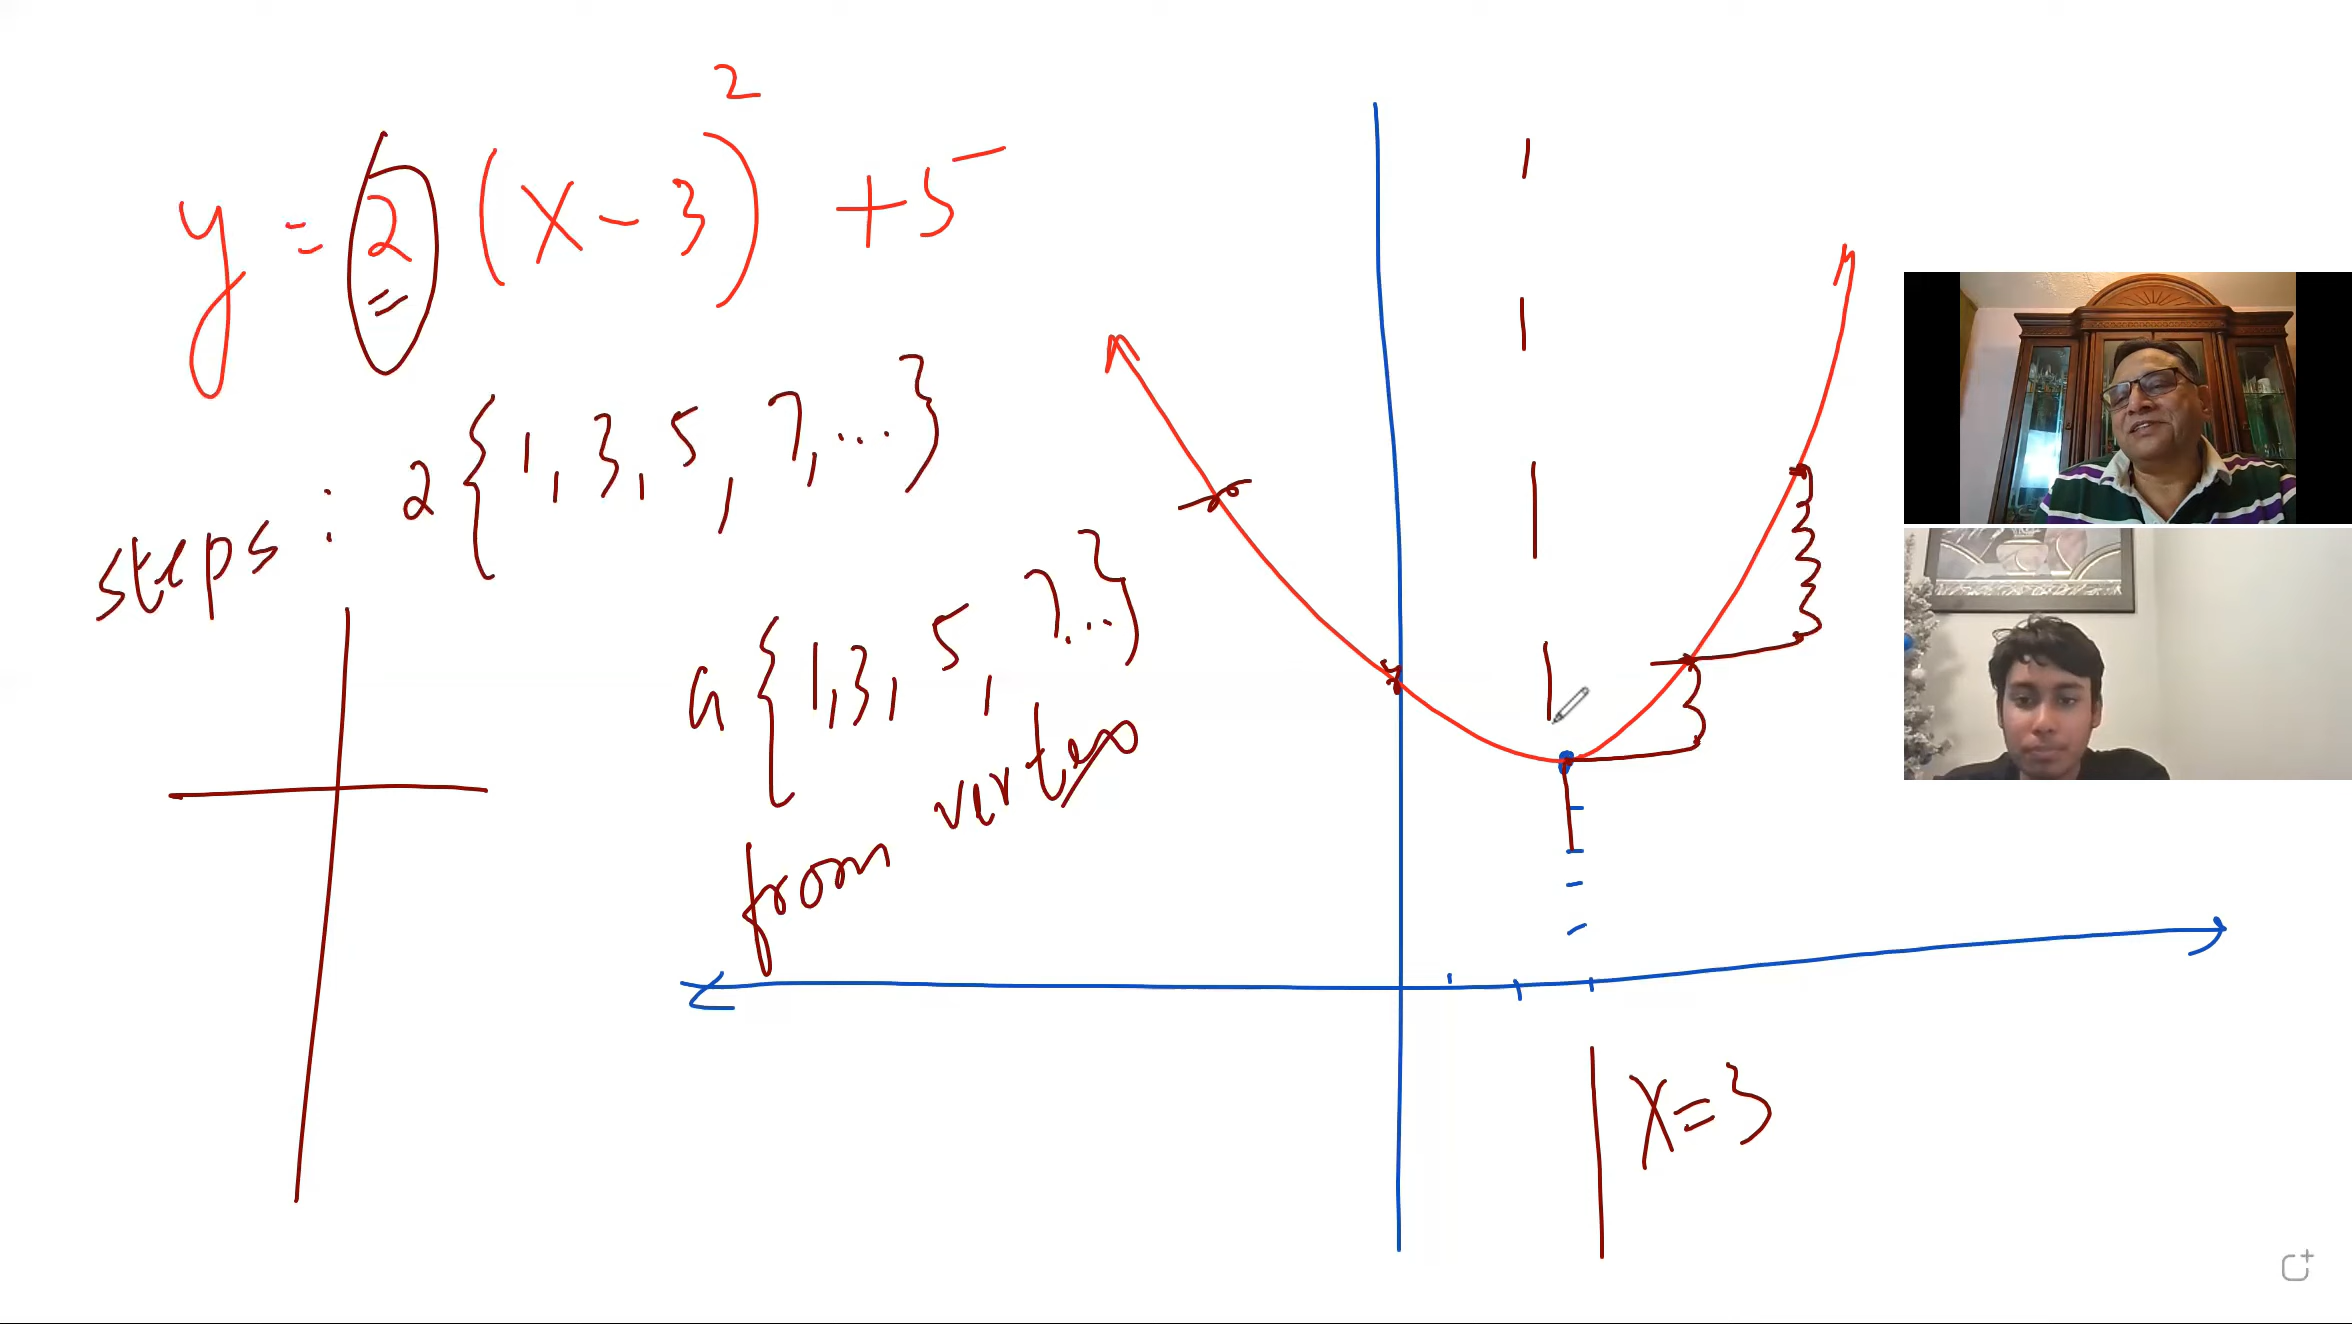 y = 2 (x - 3)² + 5
steps : 2 {1, 3, 5, 7, ...}
a {1, 3, 5, 7...}
from vertex
x = 3